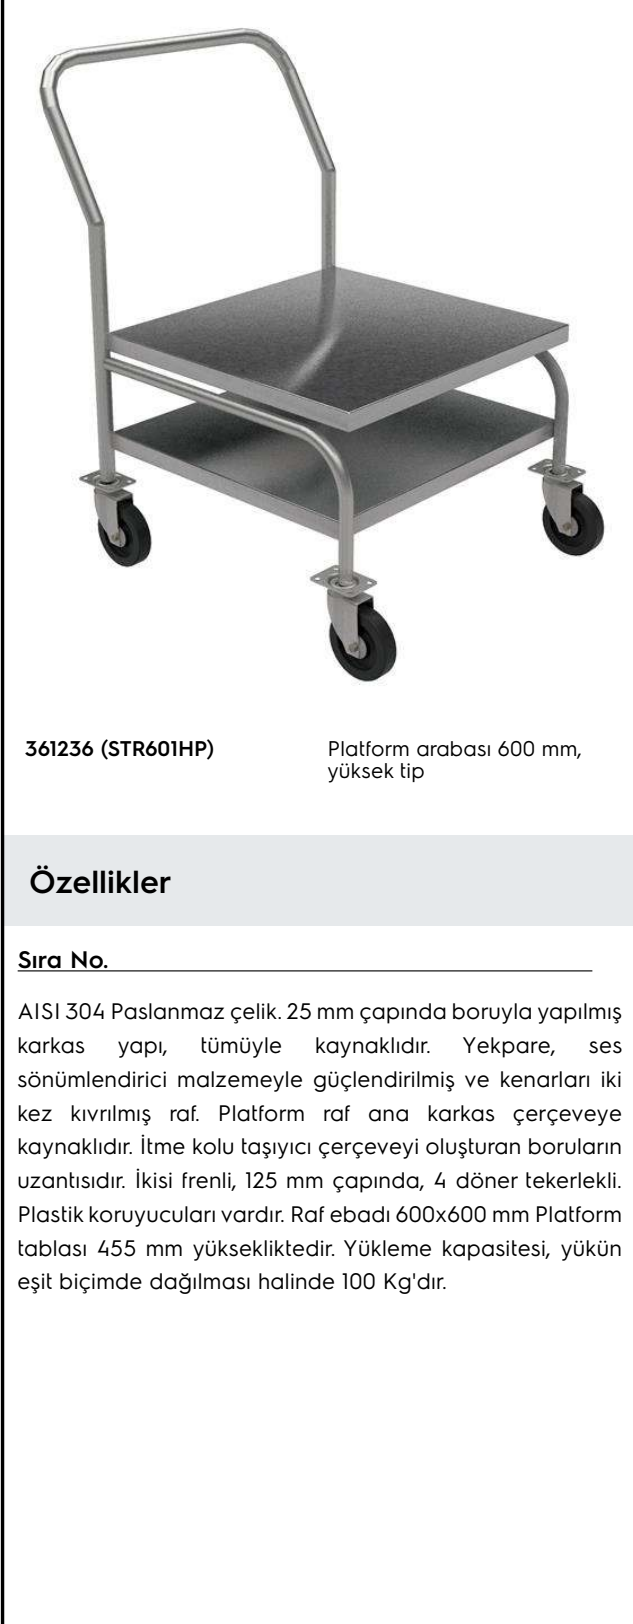 361236 (STR601HP)
Platform arabası 600 mm,
yüksek tip
Özellikler
Sıra No.
AISI 304 Paslanmaz çelik. 25 mm çapında boruyla yapılmış
karkas yapı, tümüyle kaynaklıdır. Yekpare, ses
sönümlendirici malzemeyle güçlendirilmiş ve kenarları iki
kez kıvrılmış raf. Platform raf ana karkas çerçeveye
kaynaklıdır. İtme kolu taşıyıcı çerçeveyi oluşturan boruların
uzantısıdır. İkisi frenli, 125 mm çapında, 4 döner tekerlekli.
Plastik koruyucuları vardır. Raf ebadı 600x600 mm Platform
tablası 455 mm yüksekliktedir. Yükleme kapasitesi, yükün
eşit biçimde dağılması halinde 100 Kg'dır.